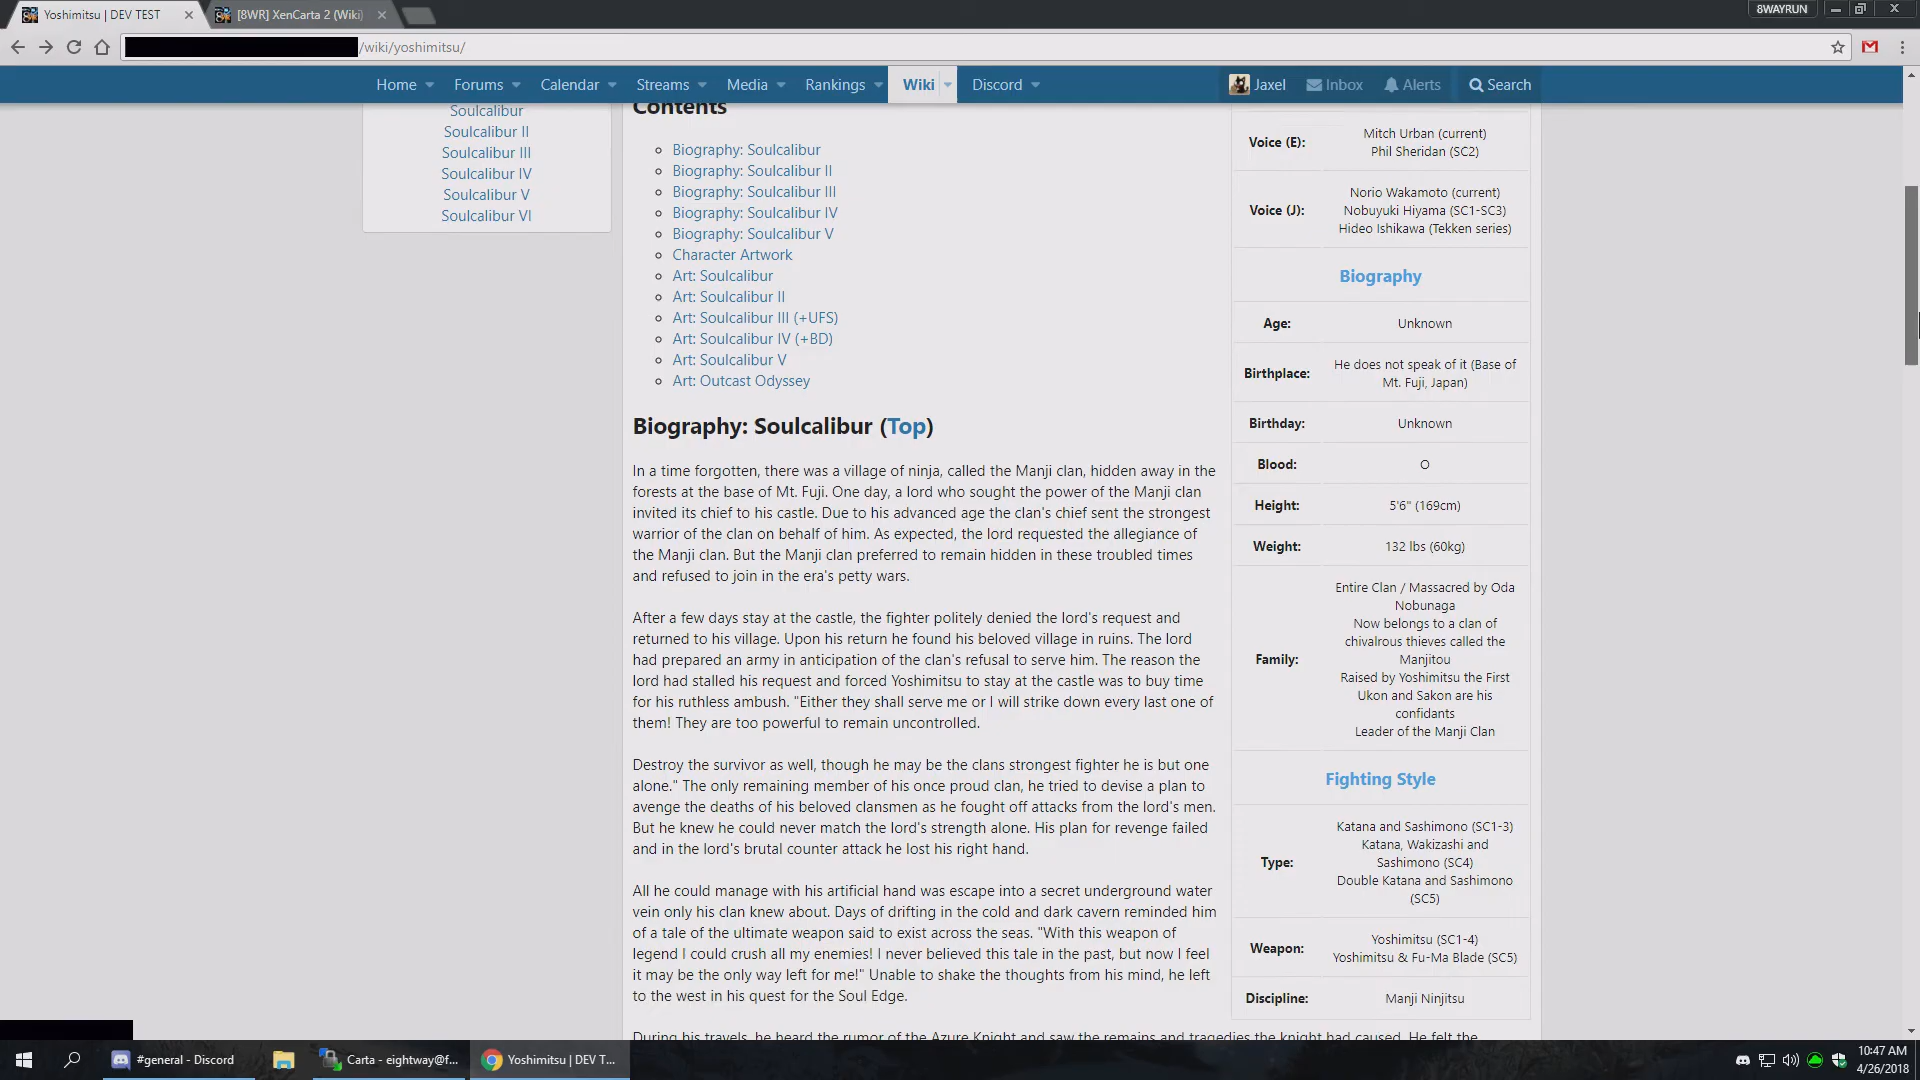 Yoshimitsu | DEV TEST
[8WR] XenCarta 2 (Wiki)
8WAYRUN
/wiki/yoshimitsu/
Home
Forums
Calendar
Streams
Media
Rankings
Wiki
Discord
Jaxel
Inbox
Alerts
Search
Soulcalibur
Soulcalibur II
Soulcalibur III
Soulcalibur IV
Soulcalibur V
Soulcalibur VI
Contents
Biography: Soulcalibur
Biography: Soulcalibur II
Biography: Soulcalibur III
Biography: Soulcalibur IV
Biography: Soulcalibur V
Character Artwork
Art: Soulcalibur
Art: Soulcalibur II
Art: Soulcalibur III (+UFS)
Art: Soulcalibur IV (+BD)
Art: Soulcalibur V
Art: Outcast Odyssey
Biography: Soulcalibur (Top)
In a time forgotten, there was a village of ninja, called the Manji clan, hidden away in the
forests at the base of Mt. Fuji. One day, a lord who sought the power of the Manji clan
invited its chief to his castle. Due to his advanced age the clan's chief sent the strongest
warrior of the clan on behalf of him. As expected, the lord requested the allegiance of
the Manji clan. But the Manji clan preferred to remain hidden in these troubled times
and refused to join in the era's petty wars.
After a few days stay at the castle, the fighter politely denied the lord's request and
returned to his village. Upon his return he found his beloved village in ruins. The lord
had prepared an army in anticipation of the clan's refusal to serve him. The reason the
lord had stalled his request and forced Yoshimitsu to stay at the castle was to buy time
for his ruthless ambush. "Either they shall serve me or I will strike down every last one of
them! They are too powerful to remain uncontrolled.
Destroy the survivor as well, though he may be the clans strongest fighter he is but one
alone." The only remaining member of his once proud clan, he tried to devise a plan to
avenge the deaths of his beloved clansmen as he fought off attacks from the lord's men.
But he knew he could never match the lord's strength alone. His plan for revenge failed
and in the lord's brutal counter attack he lost his right hand.
All he could manage with his artificial hand was escape into a secret underground water
vein only his clan knew about. Days of drifting in the cold and dark cavern reminded him
of a tale of the ultimate weapon said to exist across the seas. "With this weapon of
legend I could crush all my enemies! I never believed this tale in the past, but now I feel
it may be the only way left for me!" Unable to shake the thoughts from his mind, he left
to the west in his quest for the Soul Edge.
During his travels, he heard the rumor of the Azure Knight and saw the remains and tragedies the knight had caused. He felt the
Voice (E):
Mitch Urban (current)
Phil Sheridan (SC2)
Voice (J):
Norio Wakamoto (current)
Nobuyuki Hiyama (SC1-SC3)
Hideo Ishikawa (Tekken series)
Biography
Age:
Unknown
Birthplace:
He does not speak of it (Base of
Mt. Fuji, Japan)
Birthday:
Unknown
Blood:
O
Height:
5'6" (169cm)
Weight:
132 lbs (60kg)
Family:
Entire Clan / Massacred by Oda
Nobunaga
Now belongs to a clan of
chivalrous thieves called the
Manjitou
Raised by Yoshimitsu the First
Ukon and Sakon are his
confidants
Leader of the Manji Clan
Fighting Style
Type:
Katana and Sashimono (SC1-3)
Katana, Wakizashi and
Sashimono (SC4)
Double Katana and Sashimono
(SC5)
Weapon:
Yoshimitsu (SC1-4)
Yoshimitsu & Fu-Ma Blade (SC5)
Discipline:
Manji Ninjitsu
#general - Discord
Carta - eightway@f...
Yoshimitsu | DEV T...
10:47 AM
4/26/2018